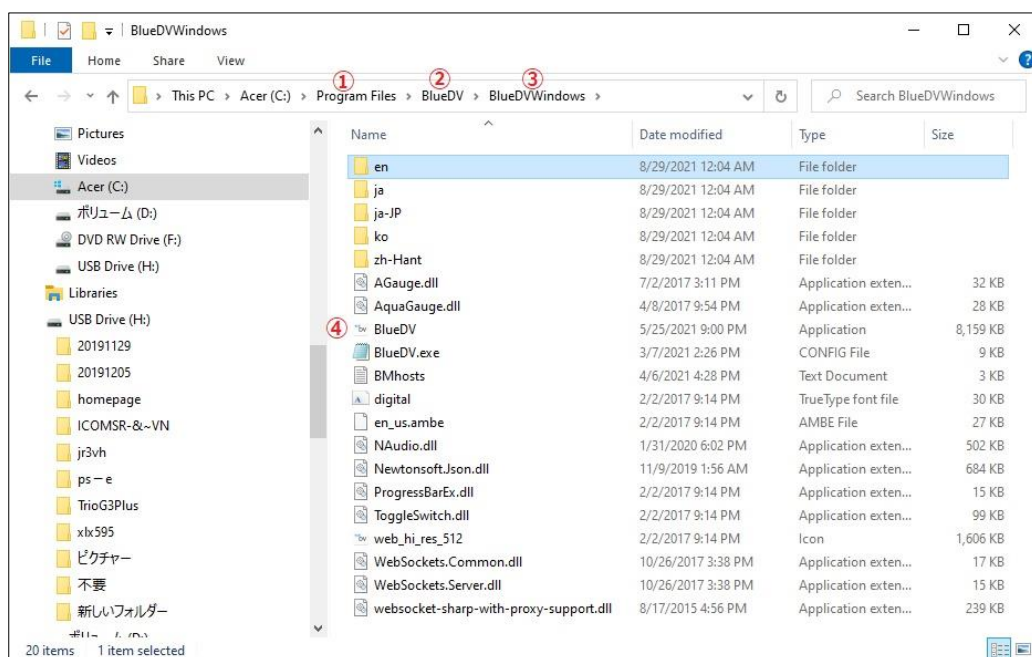 BlueDVWindows
File Home Share View
① ② ③
This PC > Acer (C:) > Program Files > BlueDV > BlueDVWindows >
Search BlueDVWindows
Pictures
Videos
Acer (C:)
ボリューム (D:)
DVD RW Drive (F:)
USB Drive (H:)
Libraries
USB Drive (H:)
20191129
20191205
homepage
ICOMSR-&~VN
jr3vh
ps－e
TrioG3Plus
xlx595
ピクチャー
不要
新しいフォルダー
Name Date modified Type Size
en 8/29/2021 12:04 AM File folder
ja 8/29/2021 12:04 AM File folder
ja-JP 8/29/2021 12:04 AM File folder
ko 8/29/2021 12:04 AM File folder
zh-Hant 8/29/2021 12:04 AM File folder
AGauge.dll 7/2/2017 3:11 PM Application exten... 32 KB
AquaGauge.dll 4/8/2017 9:54 PM Application exten... 28 KB
④ BlueDV 5/25/2021 9:00 PM Application 8,159 KB
BlueDV.exe 3/7/2021 2:26 PM CONFIG File 9 KB
BMhosts 4/6/2021 4:28 PM Text Document 3 KB
digital 2/2/2017 9:14 PM TrueType font file 30 KB
en_us.ambe 2/2/2017 9:14 PM AMBE File 27 KB
NAudio.dll 1/31/2020 6:02 PM Application exten... 502 KB
Newtonsoft.Json.dll 11/9/2019 1:56 AM Application exten... 684 KB
ProgressBarEx.dll 2/2/2017 9:14 PM Application exten... 15 KB
ToggleSwitch.dll 2/2/2017 9:14 PM Application exten... 99 KB
web_hi_res_512 2/2/2017 9:14 PM Icon 1,606 KB
WebSockets.Common.dll 10/26/2017 3:38 PM Application exten... 17 KB
WebSockets.Server.dll 10/26/2017 3:38 PM Application exten... 15 KB
websocket-sharp-with-proxy-support.dll 8/17/2015 4:56 PM Application exten... 239 KB
20 items 1 item selected